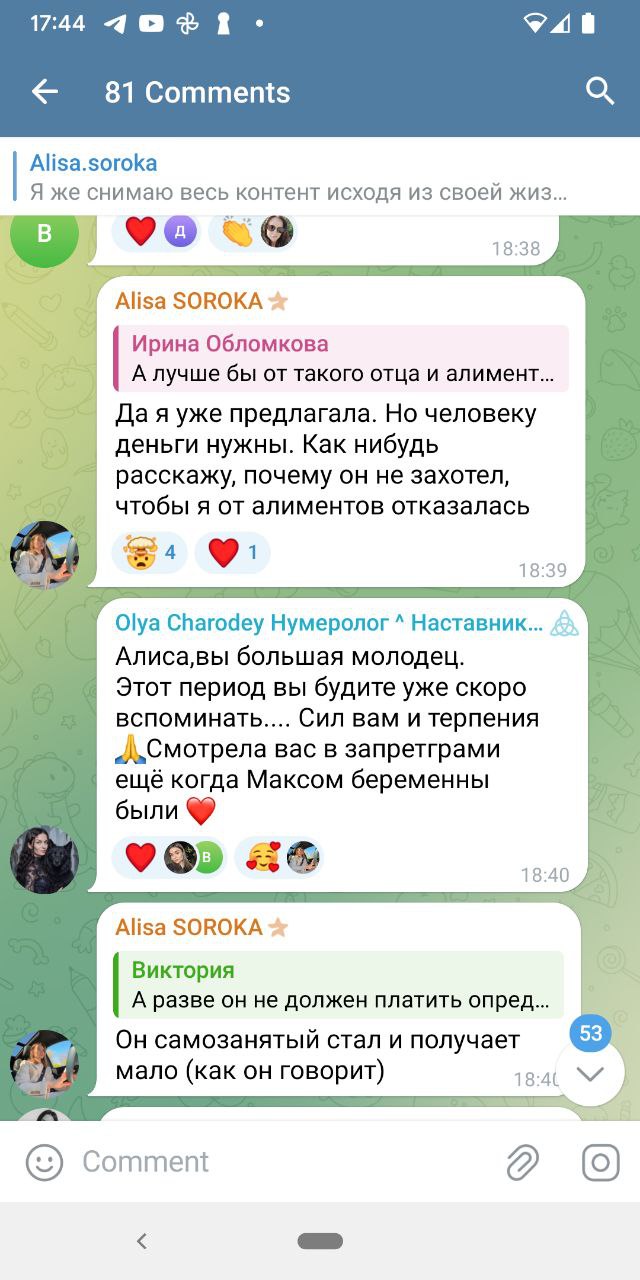 17:44
81 Comments
Alisa.soroka
Я же снимаю весь контент исходя из своей жиз...
В
Д
18:38
Alisa SOROKA
Ирина Обломкова
А лучше бы от такого отца и алимент...
Да я уже предлагала. Но человеку
деньги нужны. Как нибудь
расскажу, почему он не захотел,
чтобы я от алиментов отказалась
4
1
18:39
Olya Charodey Нумеролог ^ Наставник...
Алиса,вы большая молодец.
Этот период вы будите уже скоро
вспоминать.... Сил вам и терпения
🙏Смотрела вас в запретграми
ещё когда Максом беременны
были ❤️
В
18:40
Alisa SOROKA
Виктория
А разве он не должен платить опред...
Он самозанятый стал и получает
мало (как он говорит)
18:40
53
Comment